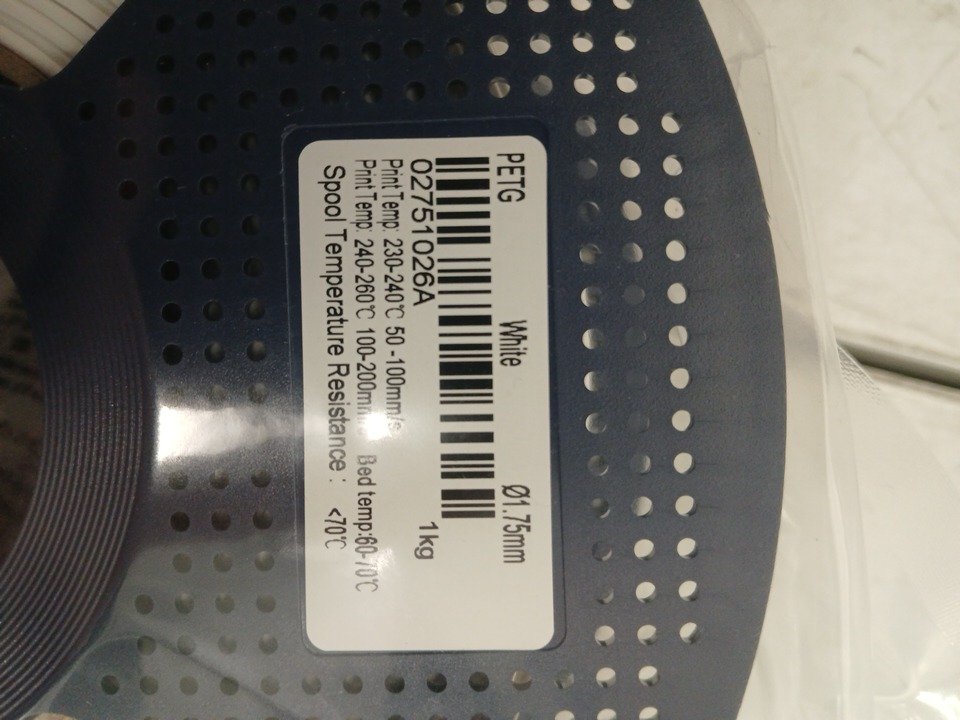 PETG White Ø1.75mm
02751026A 1kg
Print Temp: 230-240℃ 50 -100mm/s
Print Temp: 240-260℃ 100-200mm/ Bed temp:60-70℃
Spool Temperature Resistance : <70℃